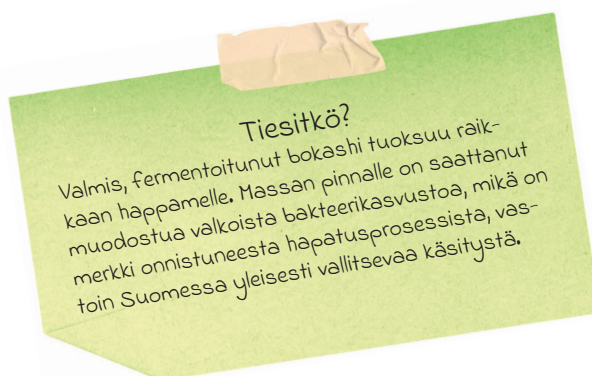 Tiesitkö?
Valmis, fermentoitunut bokashi tuoksuu raik-
kaan happamelle. Massan pinnalle on saattanut
muodostua valkoista bakteerikasvustoa, mikä on
merkki onnistuneesta hapatusprosessista, vas-
toin Suomessa yleisesti vallitsevaa käsitystä.